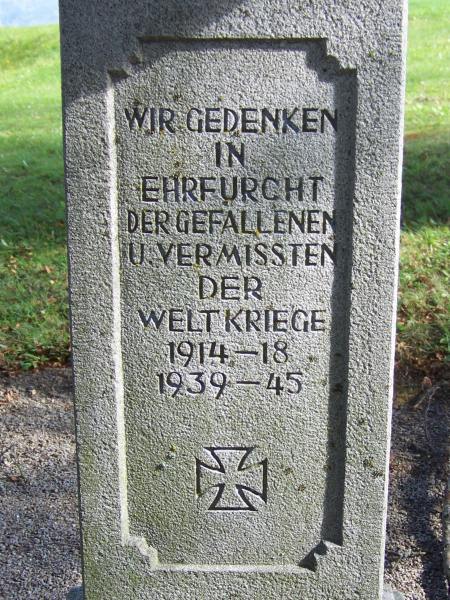 WIR GEDENKEN
IN
EHRFURCHT
DER GEFALLENEN
U. VERMISSTEN
DER
WELTKRIEGE
1914–18
1939–45